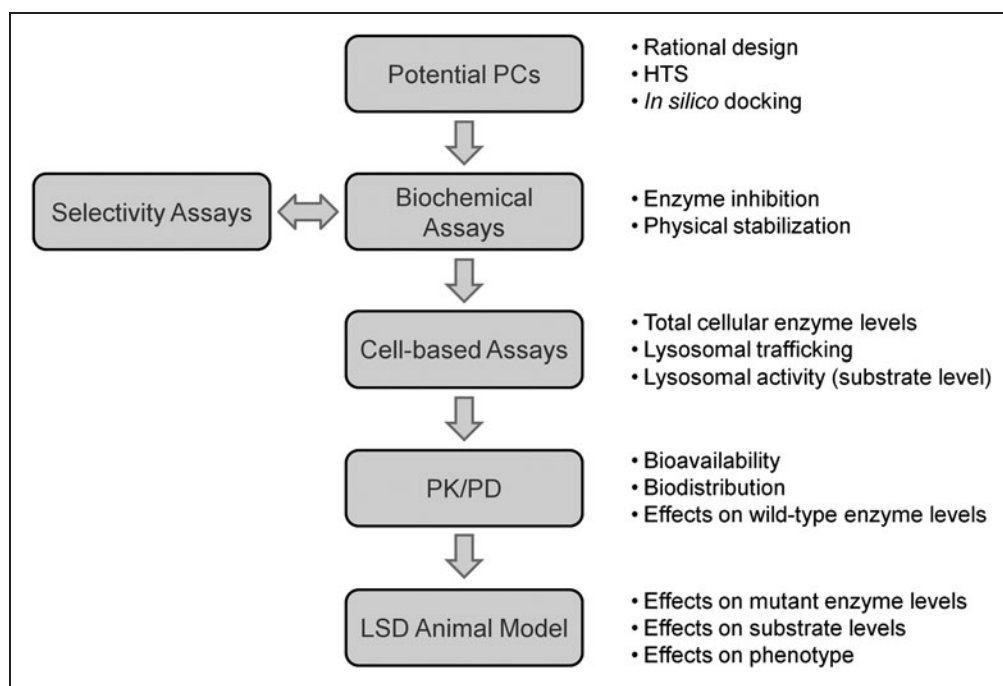 Potential PCs
• Rational design
• HTS
• In silico docking
Selectivity Assays
Biochemical
Assays
• Enzyme inhibition
• Physical stabilization
Cell-based Assays
• Total cellular enzyme levels
• Lysosomal trafficking
• Lysosomal activity (substrate level)
PK/PD
• Bioavailability
• Biodistribution
• Effects on wild-type enzyme levels
LSD Animal Model
• Effects on mutant enzyme levels
• Effects on substrate levels
• Effects on phenotype